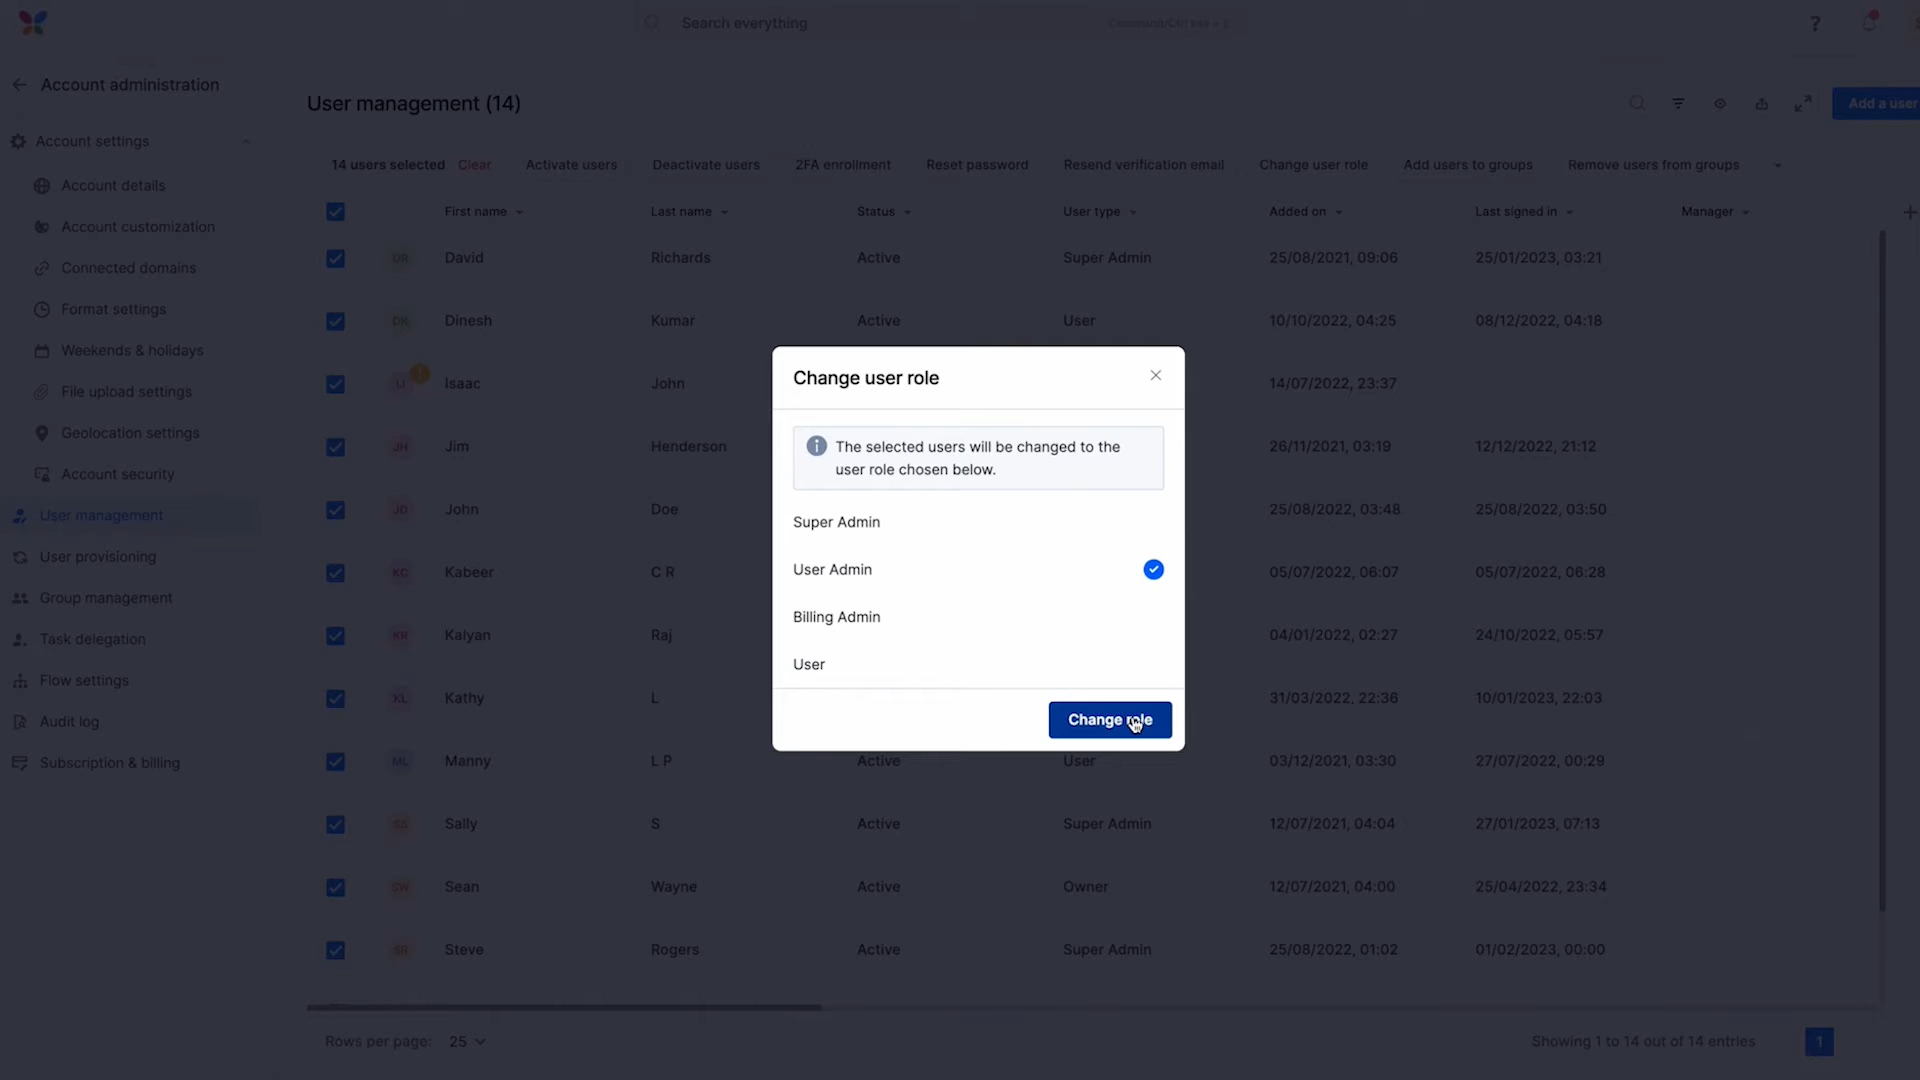 Search everything
Account administration
User management (14)
Add a user
Account settings
14 users selected Clear Activate users Deactivate users 2FA enrollment Reset password Resend verification email Change user role Add users to groups Remove users from groups
Account details
First name Last name Status User type Added on Last signed in Manager
Account customization
DR David Richards Active Super Admin 25/08/2021, 09:06 25/01/2023, 03:21
Connected domains
Format settings
DK Dinesh Kumar Active User 10/10/2022, 04:25 08/12/2022, 04:18
Weekends & holidays
IJ Isaac John 14/07/2022, 23:37
File upload settings
Geolocation settings
JH Jim Henderson 26/11/2021, 03:19 12/12/2022, 21:12
Account security
JD John Doe 25/08/2022, 03:48 25/08/2022, 03:50
User management
User provisioning
KC Kabeer C R 05/07/2022, 06:07 05/07/2022, 06:28
Group management
Task delegation
KR Kalyan Raj 04/01/2022, 02:27 24/10/2022, 05:57
Flow settings
KL Kathy L 31/03/2022, 22:36 10/01/2023, 22:03
Audit log
Subscription & billing
ML Manny L P Active User 03/12/2021, 03:30 27/07/2022, 00:29
SS Sally S Active Super Admin 12/07/2021, 04:04 27/01/2023, 07:13
SW Sean Wayne Active Owner 12/07/2021, 04:00 25/04/2022, 23:34
SR Steve Rogers Active Super Admin 25/08/2022, 01:02 01/02/2023, 00:00
Rows per page: 25
Showing 1 to 14 out of 14 entries 1
Change user role
The selected users will be changed to the
user role chosen below.
Super Admin
User Admin
Billing Admin
User
Change role